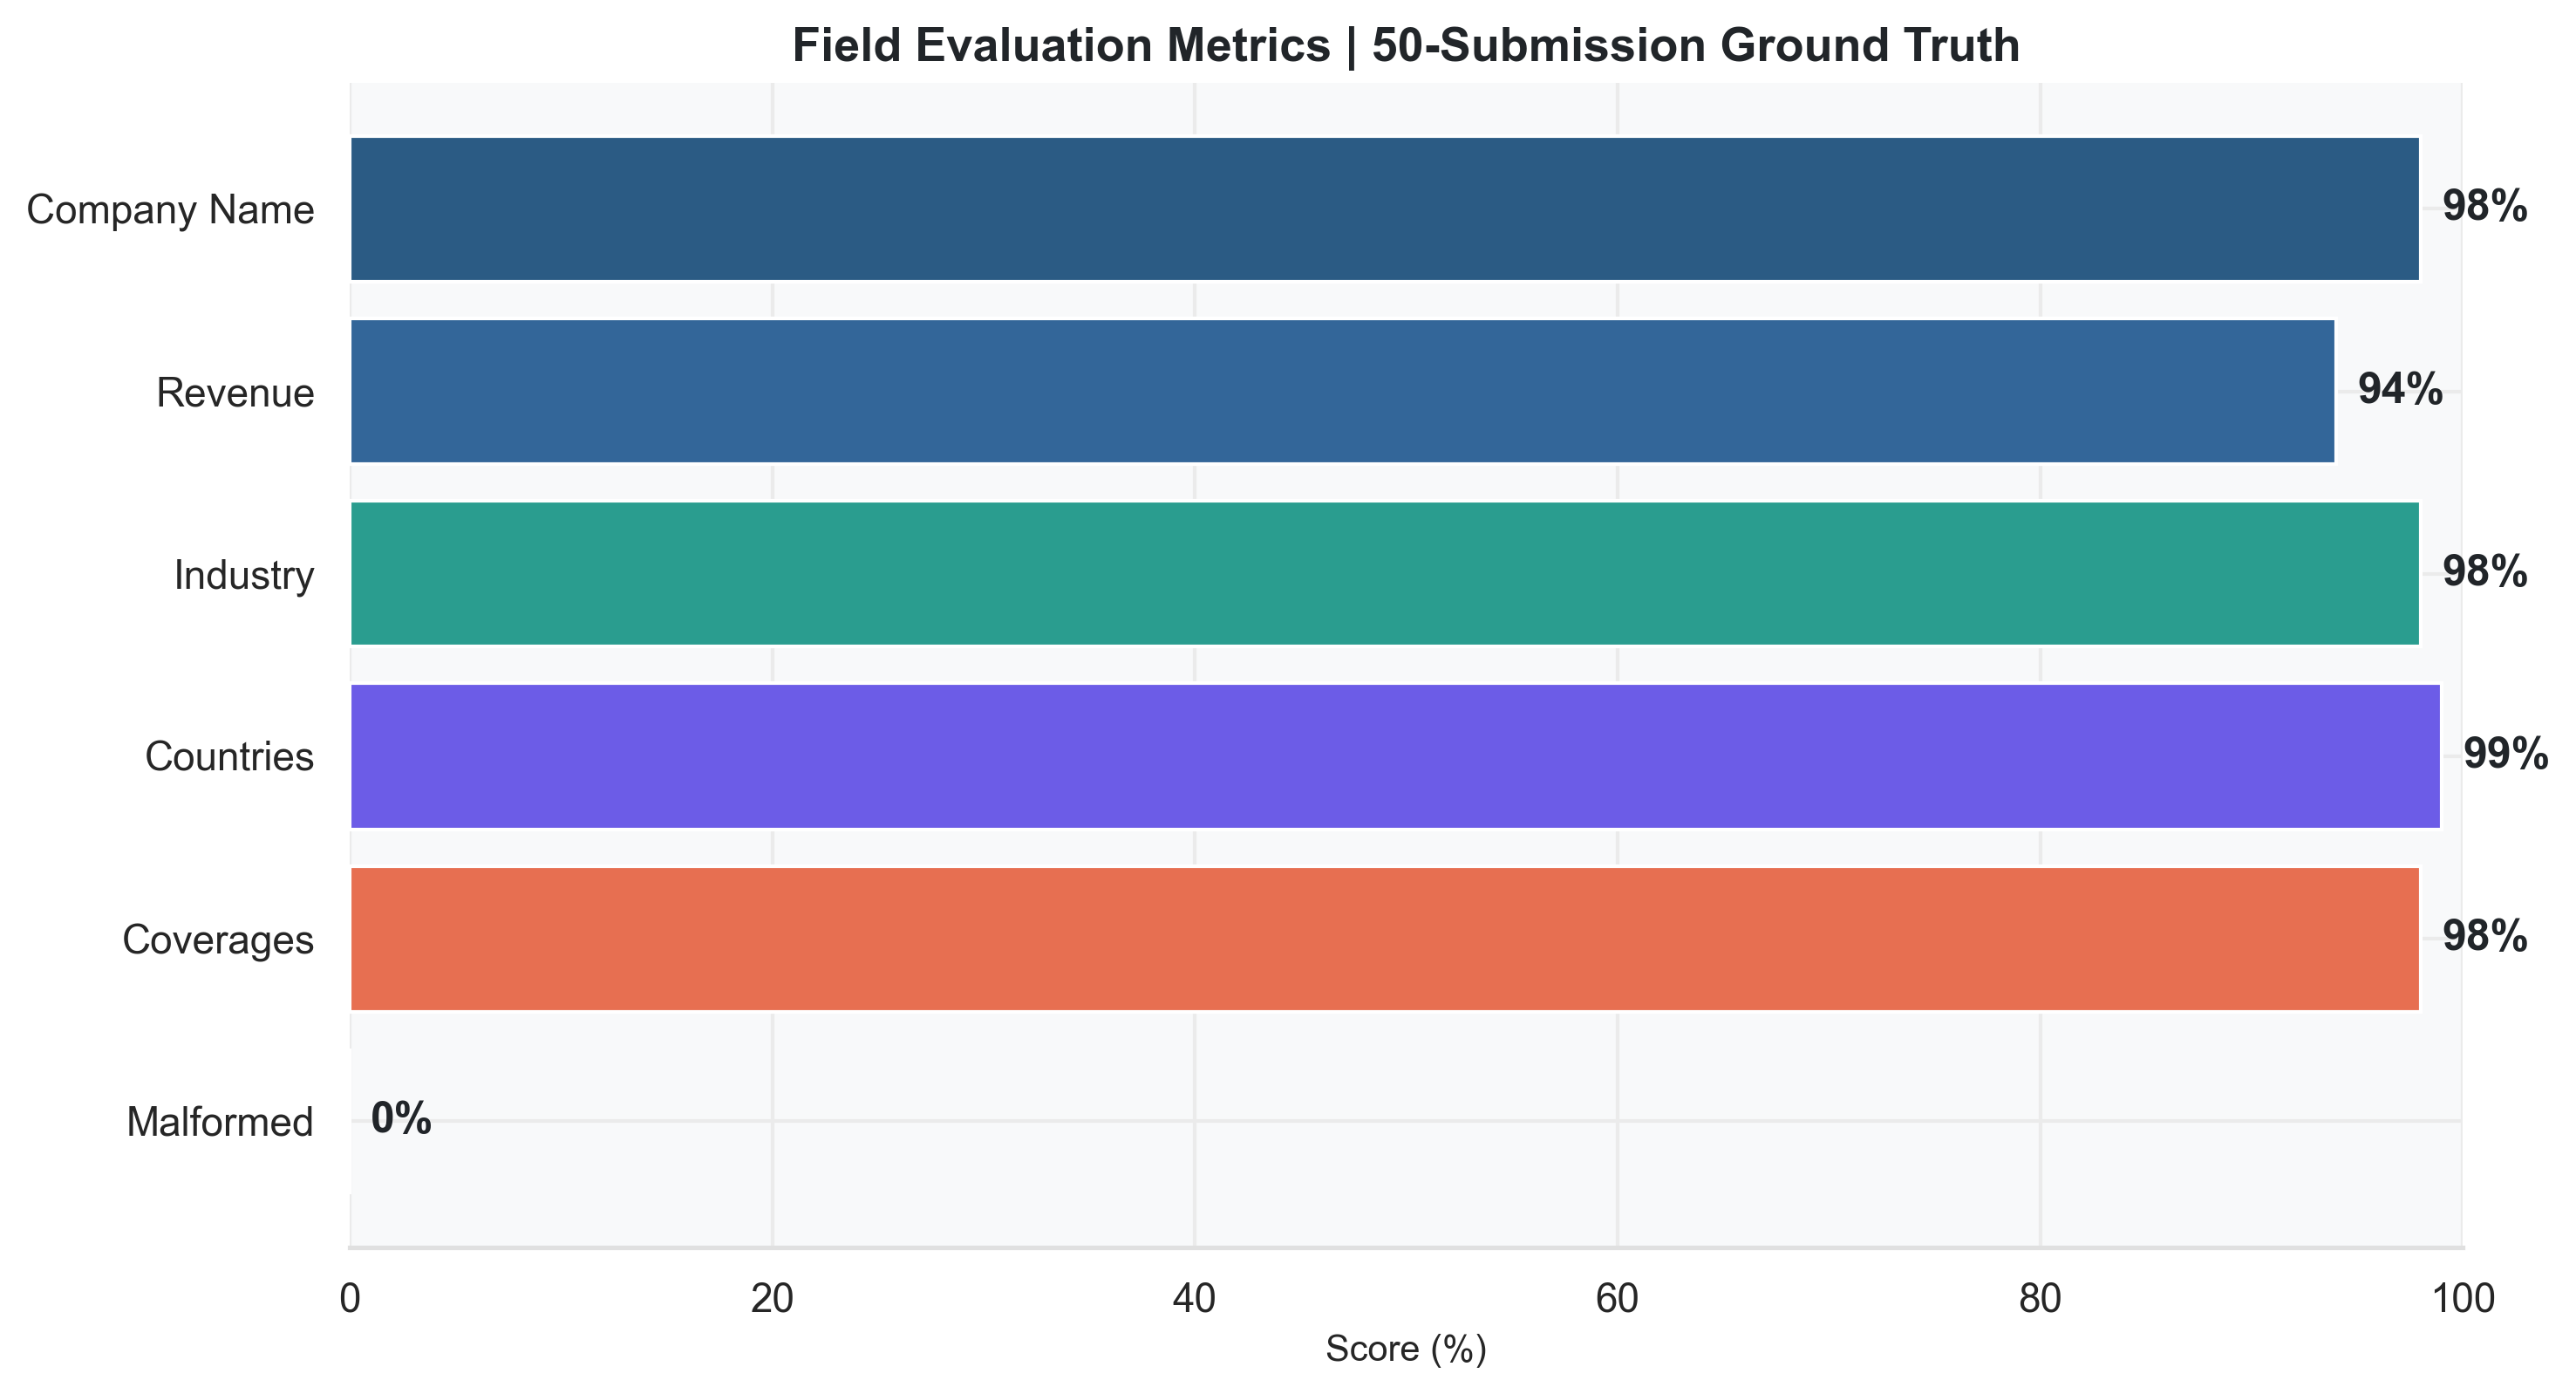 Field Evaluation Metrics | 50-Submission Ground Truth
Company Name 98%
Revenue 94%
Industry 98%
Countries 99%
Coverages 98%
Malformed 0%
0 20 40 60 80 100
Score (%)